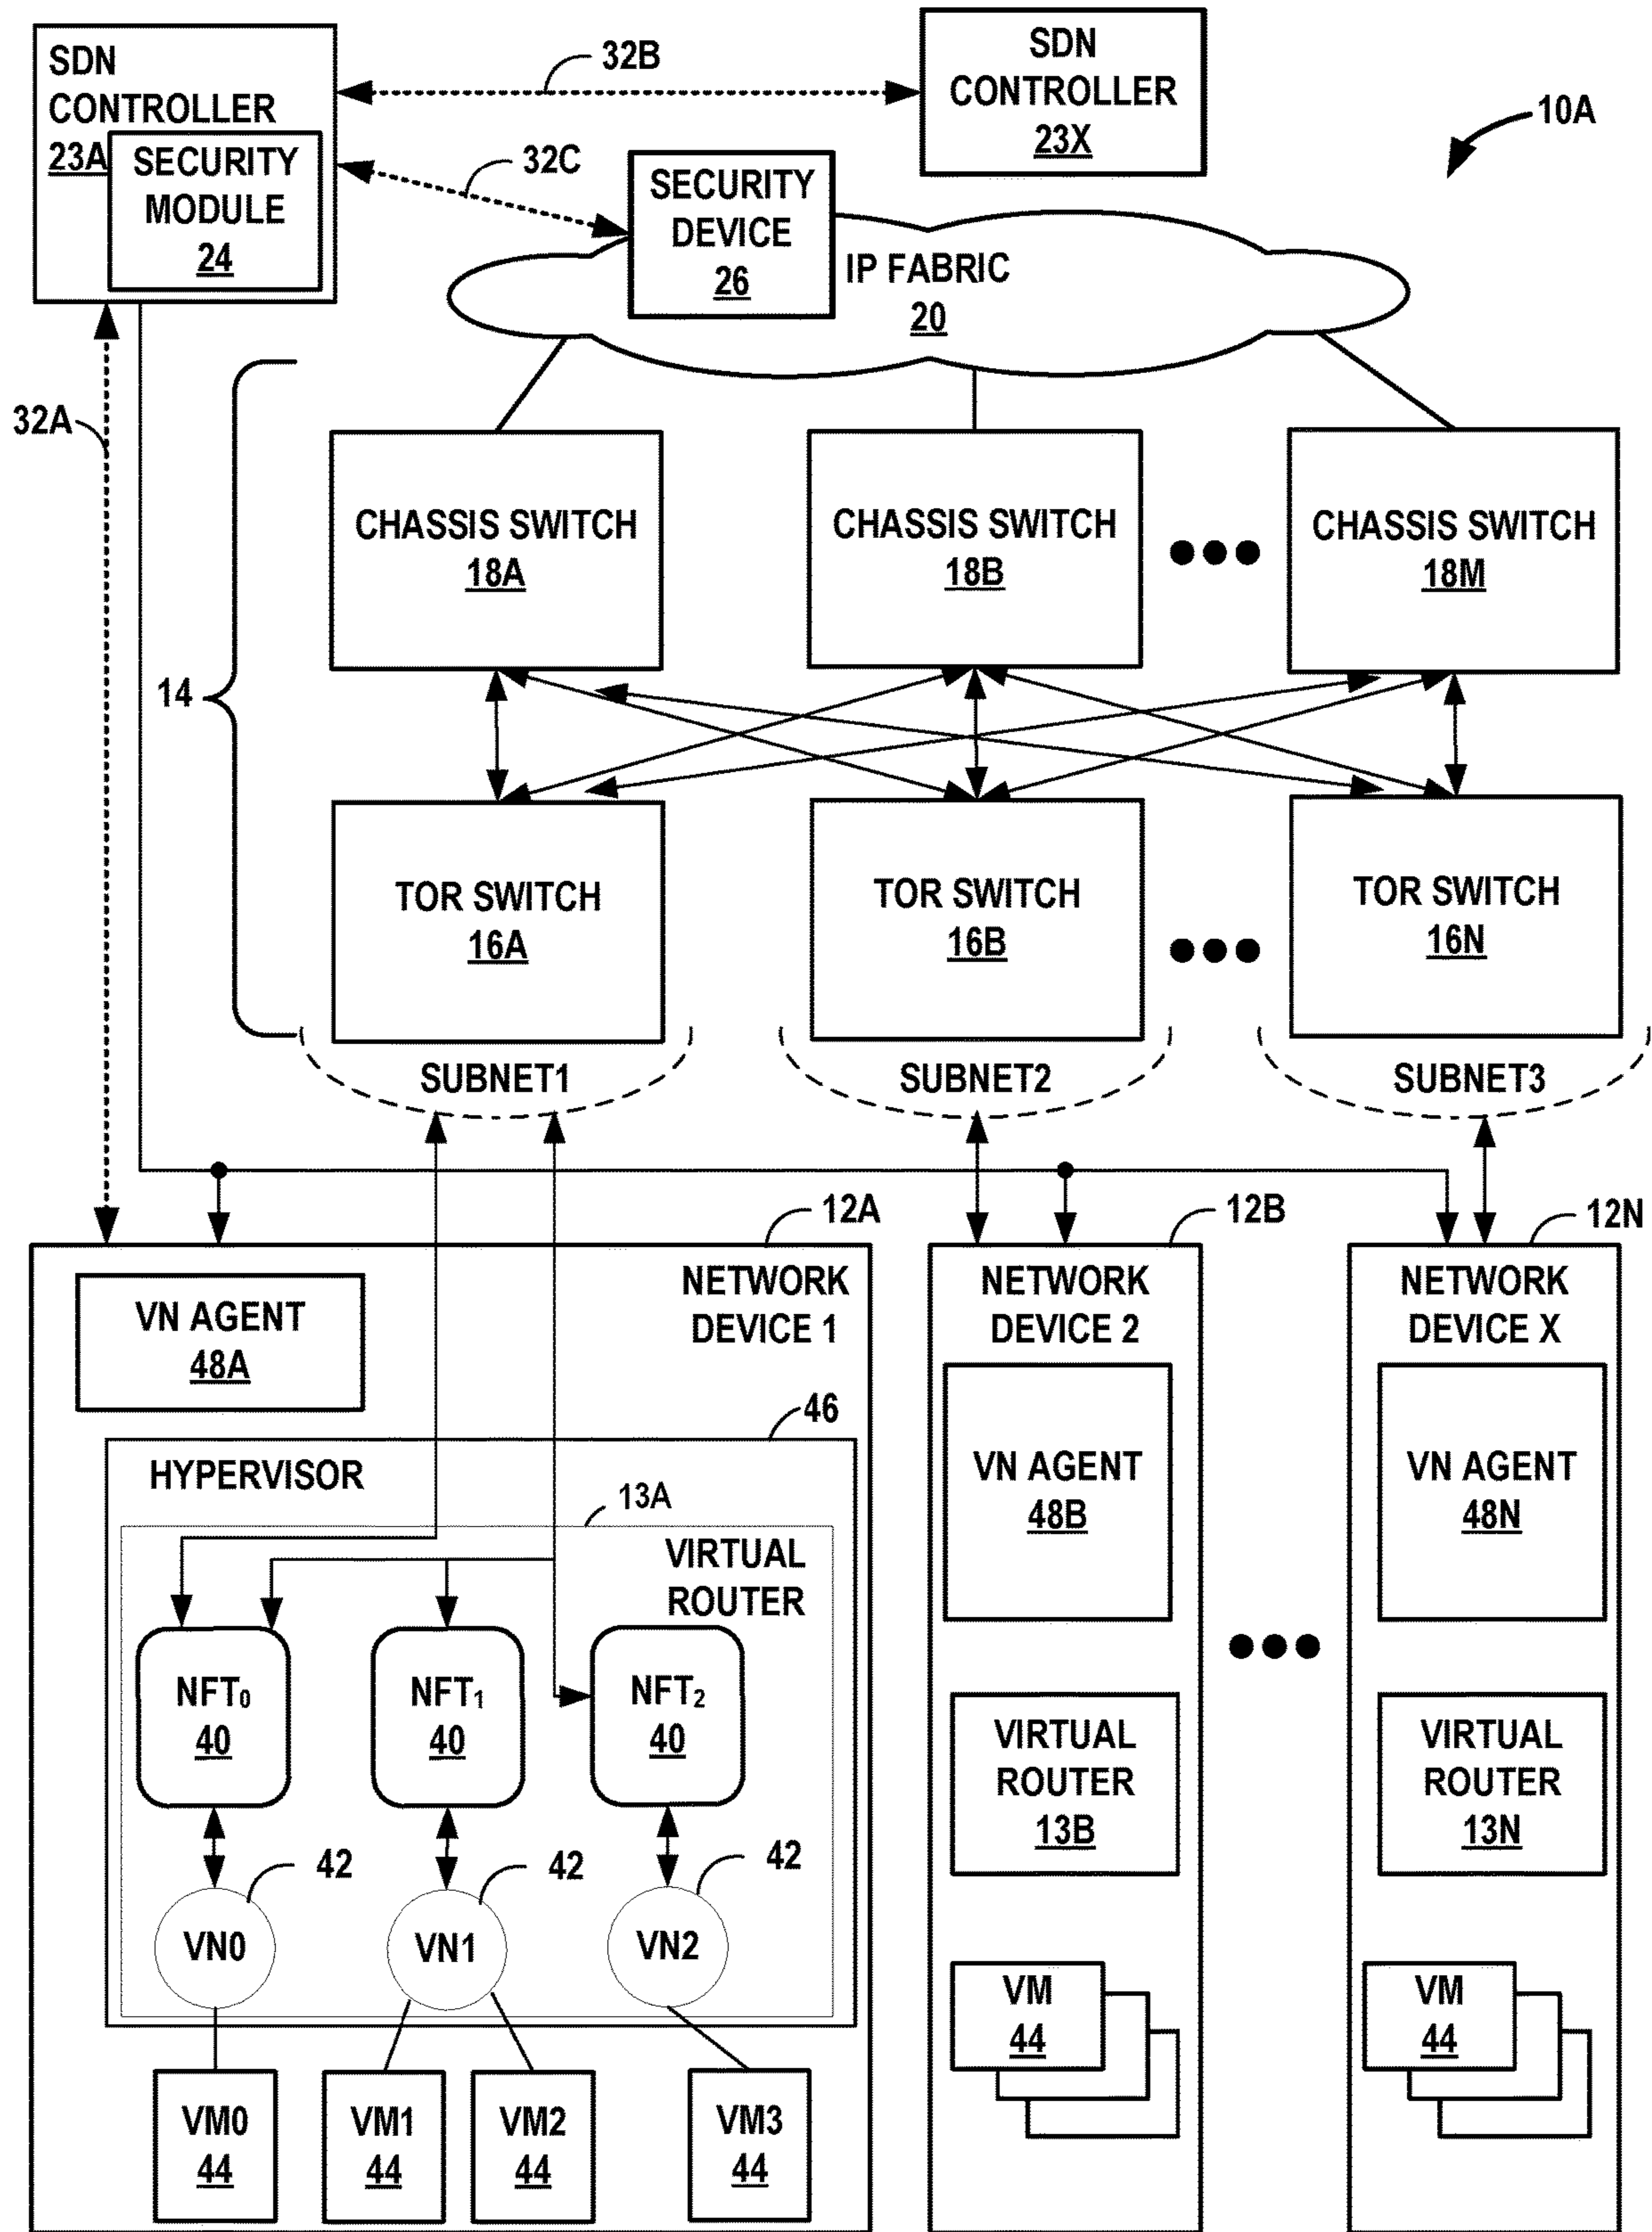 SDN
CONTROLLER
23A
SECURITY
MODULE
24
32B
SDN
CONTROLLER
23X
10A
32C
SECURITY
DEVICE
26
IP FABRIC
20
32A
14
CHASSIS SWITCH
18A
CHASSIS SWITCH
18B
CHASSIS SWITCH
18M
TOR SWITCH
16A
TOR SWITCH
16B
TOR SWITCH
16N
SUBNET1
SUBNET2
SUBNET3
12A
12B
12N
NETWORK
DEVICE 1
VN AGENT
48A
46
HYPERVISOR
13A
VIRTUAL
ROUTER
NFT₀
40
NFT₁
40
NFT₂
40
42
42
42
VN0
VN1
VN2
VM0
44
VM1
44
VM2
44
VM3
44
NETWORK
DEVICE 2
VN AGENT
48B
VIRTUAL
ROUTER
13B
VM
44
NETWORK
DEVICE X
VN AGENT
48N
VIRTUAL
ROUTER
13N
VM
44